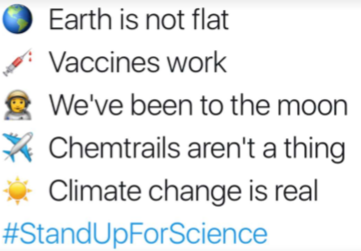 🌎 Earth is not flat
💉 Vaccines work
👩‍🚀 We've been to the moon
✈️ Chemtrails aren't a thing
☀️ Climate change is real
#StandUpForScience